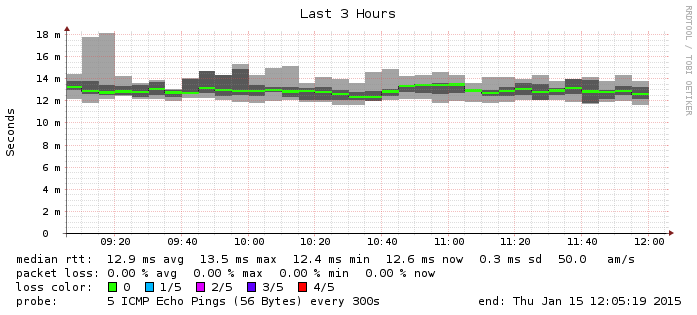 Last 3 Hours
RRDTOOL / TOBI OETIKER
Seconds
18 m
16 m
14 m
12 m
10 m
8 m
6 m
4 m
2 m
0
09:20 09:40 10:00 10:20 10:40 11:00 11:20 11:40 12:00
median rtt: 12.9 ms avg 13.5 ms max 12.4 ms min 12.6 ms now 0.3 ms sd 50.0 am/s
packet loss: 0.00 % avg 0.00 % max 0.00 % min 0.00 % now
loss color: 0 1/5 2/5 3/5 4/5
probe: 5 ICMP Echo Pings (56 Bytes) every 300s end: Thu Jan 15 12:05:19 2015